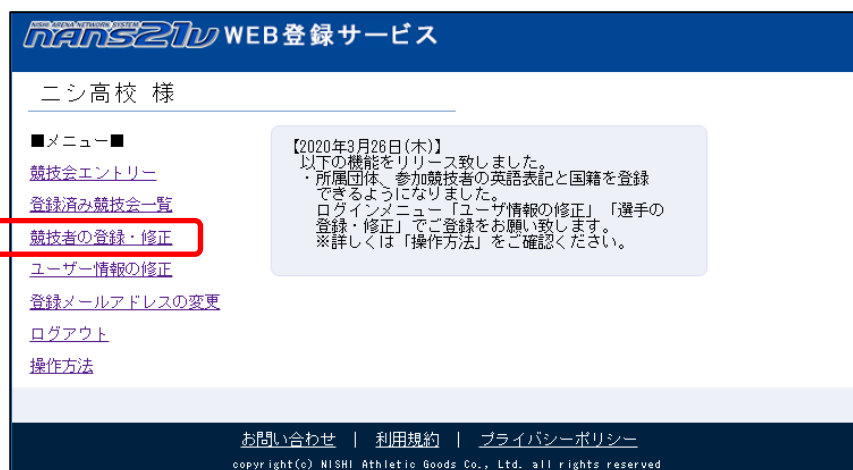 NISHI ARENA NETWORK SYSTEM
nans21v WEB登録サービス
ニシ高校 様
■メニュー■
競技会エントリー
登録済み競技会一覧
競技者の登録・修正
ユーザー情報の修正
登録メールアドレスの変更
ログアウト
操作方法
【2020年3月26日(木)】
以下の機能をリリース致しました。
・所属団体、参加競技者の英語表記と国籍を登録
できるようになりました。
ログインメニュー「ユーザ情報の修正」「選手の
登録・修正」でご登録をお願い致します。
※詳しくは「操作方法」をご確認ください。
お問い合わせ | 利用規約 | プライバシーポリシー
copyright(c) NISHI Athletic Goods Co., Ltd. all rights reserved